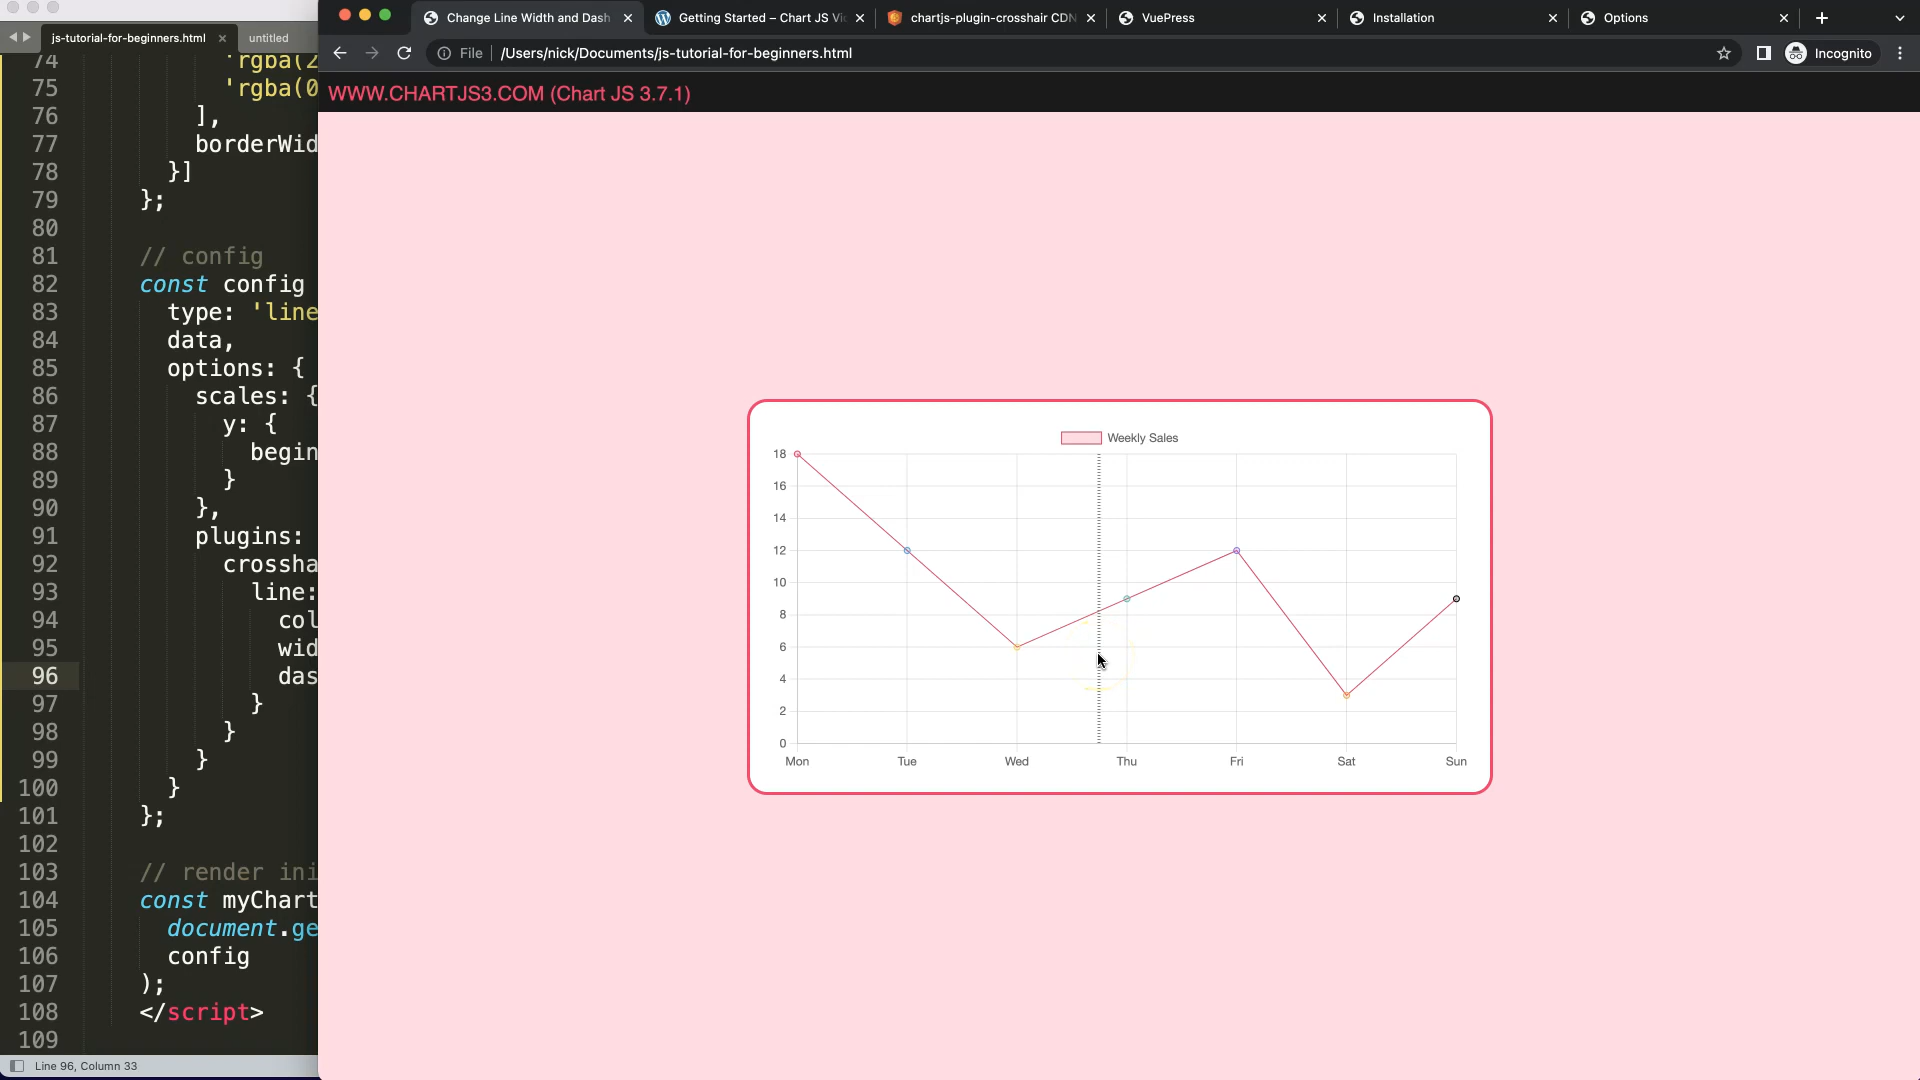 js-tutorial-for-beginners.html
untitled
74 'rgba(2
75 'rgba(0
76 ],
77 borderWid
78 }]
79 };
80
81 // config
82 const config
83 type: 'line
84 data,
85 options: {
86 scales: {
87 y: {
88 begin
89 }
90 },
91 plugins:
92 crossha
93 line:
94 col
95 wid
96 das
97 }
98 }
99 }
100 }
101 };
102
103 // render ini
104 const myChart
105 document.ge
106 config
107 );
108 </script>
109
Line 96, Column 33
Change Line Width and Dash
Getting Started – Chart JS Vi
chartjs-plugin-crosshair CDN
VuePress
Installation
Options
File
/Users/nick/Documents/js-tutorial-for-beginners.html
Incognito
WWW.CHARTJS3.COM (Chart JS 3.7.1)
Weekly Sales
18
16
14
12
10
8
6
4
2
0
Mon Tue Wed Thu Fri Sat Sun